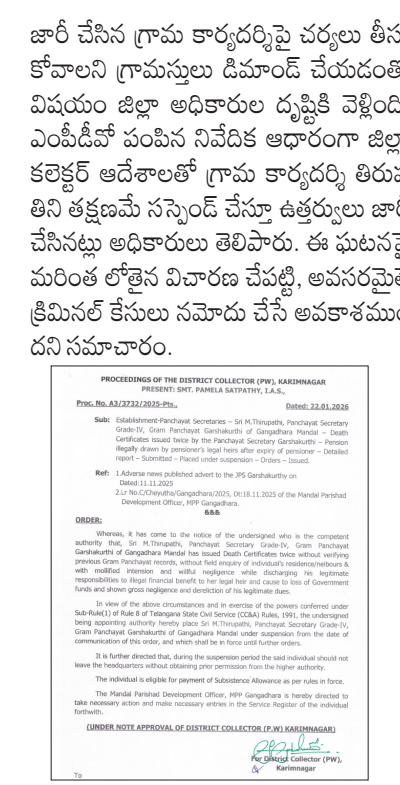 జారీ చేసిన గ్రామ కార్యదర్శిపై చర్యలు తీసు
కోవాలని గ్రామస్తులు డిమాండ్ చేయడంతో
విషయం జిల్లా అధికారుల దృష్టికి వెళ్లింది
ఎంపీడీవో పంపిన నివేదిక ఆధారంగా జిల్లా
కలెక్టర్ ఆదేశాలతో గ్రామ కార్యదర్శి తిరుప
తిని తక్షణమే సస్పెండ్ చేస్తూ ఉత్తర్వులు జారీ
చేసినట్లు అధికారులు తెలిపారు. ఈ ఘటనపై
మరింత లోతైన విచారణ చేపట్టి, అవసరమైతే
క్రిమినల్ కేసులు నమోదు చేసే అవకాశముం
దని సమాచారం.
PROCEEDINGS OF THE DISTRICT COLLECTOR (PW), KARIMNAGAR
PRESENT: SMT. PAMELA SATPATHY, I.A.S.,
Proc. No. A3/3732/2025-Pts., Dated: 22.01.2026
Sub: Establishment-Panchayat Secretaries – Sri M.Thirupathi, Panchayat Secretary
Grade-IV, Gram Panchayat Garshakurthi of Gangadhara Mandal – Death
Certificates issued twice by the Panchayat Secretary Garshakurthi – Pension
illegally drawn by pensioner's legal heirs after expiry of pensioner – Detailed
report – Submitted – Placed under suspension – Orders – Issued.
Ref: 1.Adverse news published advert to the JPS Garshakurthy on
Dated:11.11.2025
2.Lr No.C/Cheyutha/Gangadhara/2025, Dt:18.11.2025 of the Mandal Parishad
Development Officer, MPP Gangadhara.
&&&
ORDER:
Whereas, it has come to the notice of the undersigned who is the competent
authority that, Sri M.Thirupathi, Panchayat Secretary Grade-IV, Gram Panchayat
Garshakurthi of Gangadhara Mandal has issued Death Certificates twice without verifying
previous Gram Panchayat records, without field enquiry of individual's residence/neibours &
with mollified intension and willful negligence while discharging his legitimate
responsibilities to illegal financial benefit to her legal heir and cause to loss of Government
funds and shown gross negligence and dereliction of his legitimate dues.
In view of the above circumstances and in exercise of the powers conferred under
Sub-Rule(1) of Rule 8 of Telangana State Civil Service (CC&A) Rules, 1991, the undersigned
being appointing authority hereby place Sri M.Thirupathi, Panchayat Secretary Grade-IV,
Gram Panchayat Garshakurthi of Gangadhara Mandal under suspension from the date of
communication of this order, and which shall be in force until further orders.
It is further directed that, during the suspension period the said individual should not
leave the headquarters without obtaining prior permission from the higher authority.
The individual is eligible for payment of Subsistence Allowance as per rules in force.
The Mandal Parishad Development Officer, MPP Gangadhara is hereby directed to
take necessary action and make necessary entries in the Service Register of the individual
forthwith.
(UNDER NOTE APPROVAL OF DISTRICT COLLECTOR (P.W) KARIMNAGAR)
For District Collector (PW),
Karimnagar
To